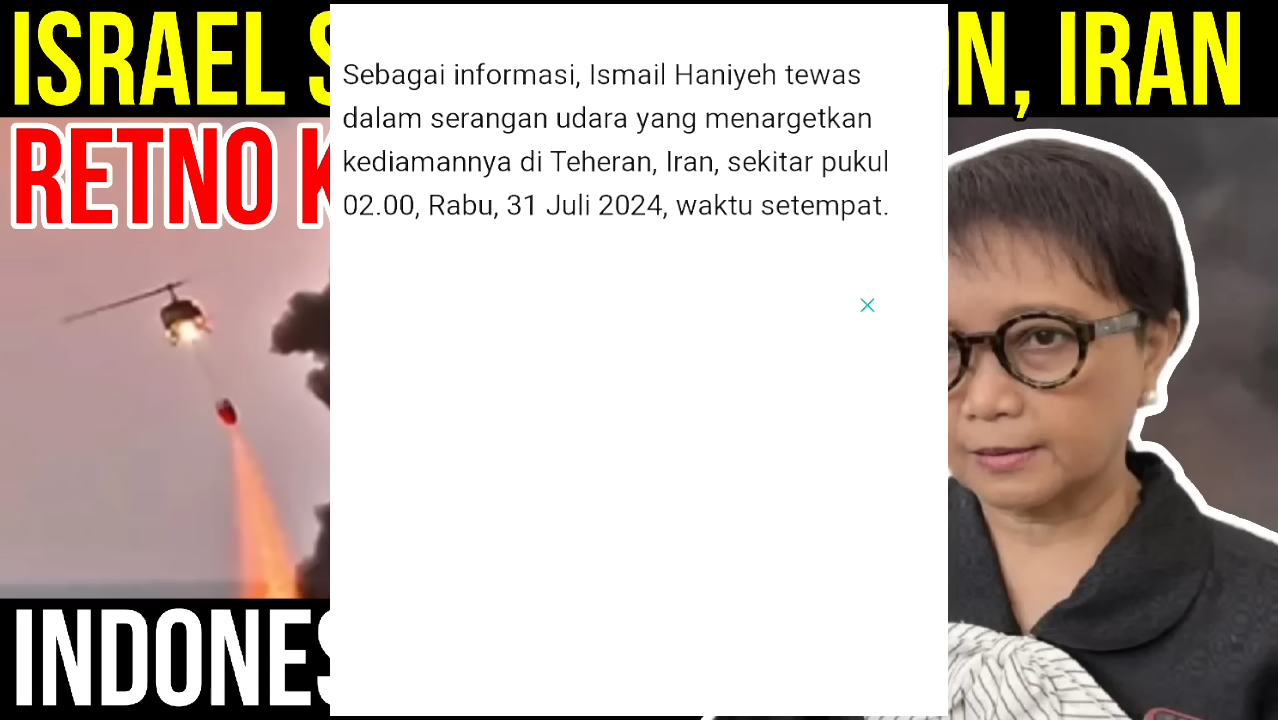 ISRAEL
N, IRAN
RETNO
Sebagai informasi, Ismail Haniyeh tewas
dalam serangan udara yang menargetkan
kediamannya di Teheran, Iran, sekitar pukul
02.00, Rabu, 31 Juli 2024, waktu setempat.
INDONES